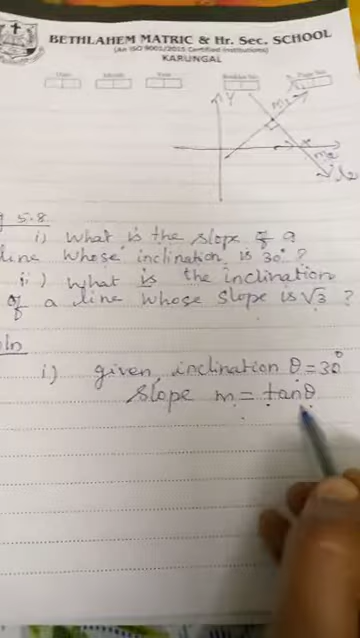 BETHLAHEM MATRIC & Hr. Sec. SCHOOL
(An ISO 9001/2015 Certified Institutions)
KARUNGAL
Y
m₁
m₂
5.8
i) What is the slope of a
line whose inclination is 30°?
ii) What is the inclination
of a line whose slope is √3 ?
ln
i) given inclination θ = 30°
Slope m = tanθ